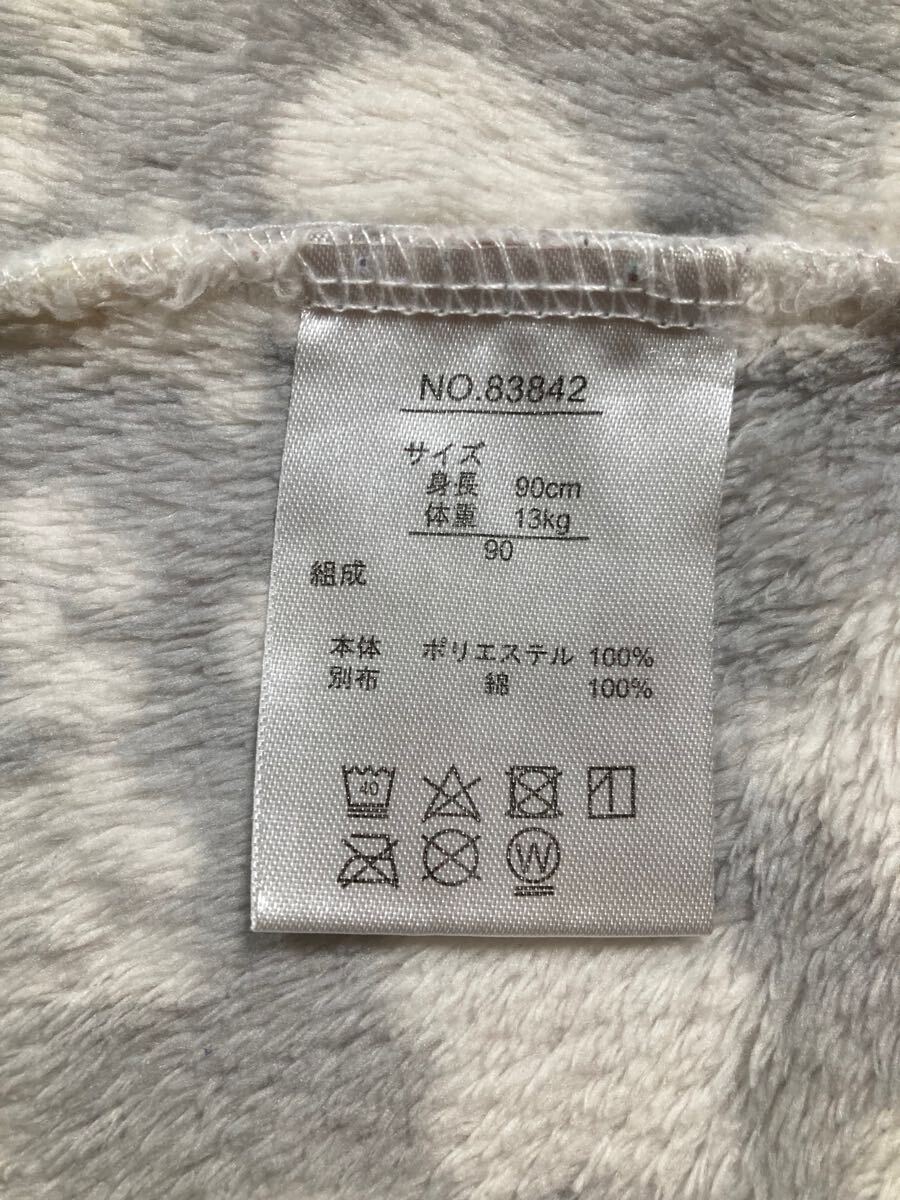 NO.83842
サイズ
身長 90cm
体重 13kg
90
組成
本体 ポリエステル 100%
別布 綿 100%
40
W